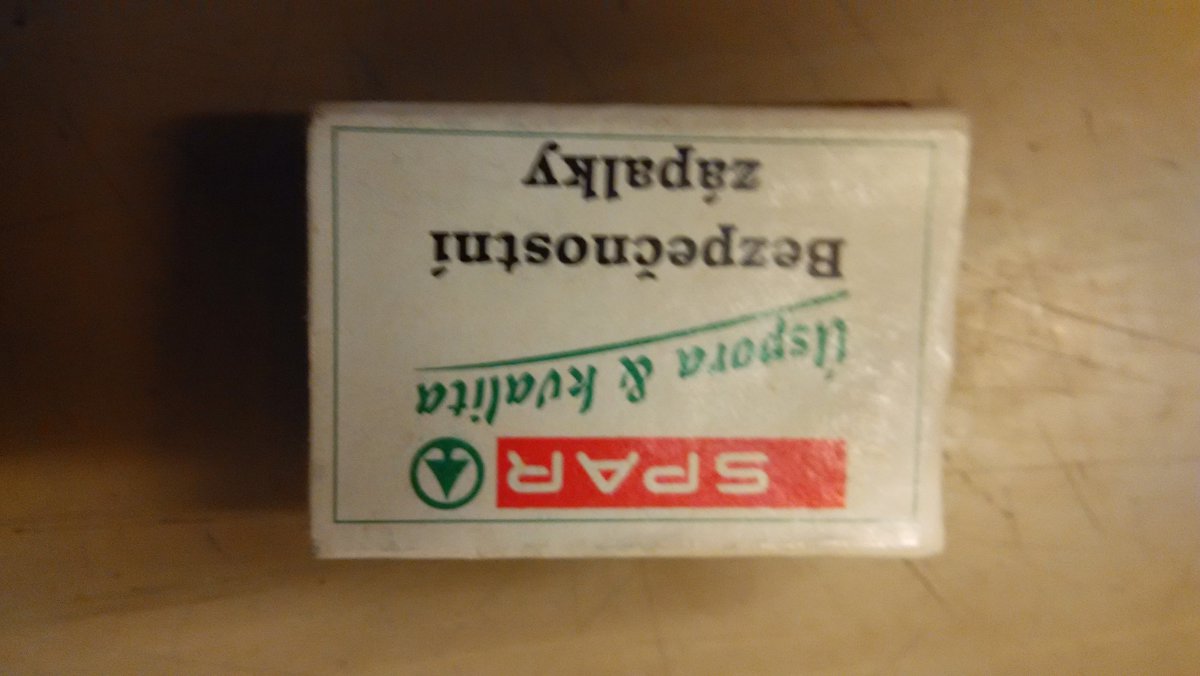 SPAR
Úspora & kvalita
Bezpečnostní
zápalky